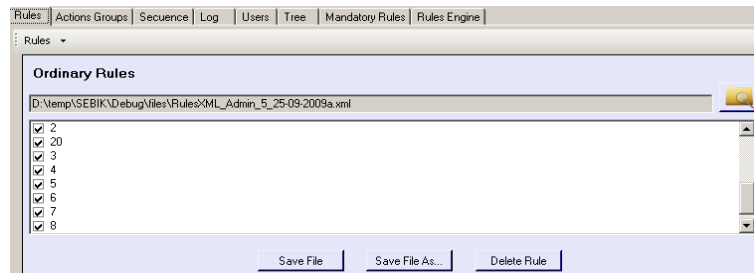 Rules Actions Groups Secuence Log Users Tree Mandatory Rules Rules Engine
Rules
Ordinary Rules
D:\temp\SEBIK\Debug\files\RulesXML_Admin_5_25-09-2009a.xml
2
20
3
4
5
6
7
8
Save File Save File As... Delete Rule